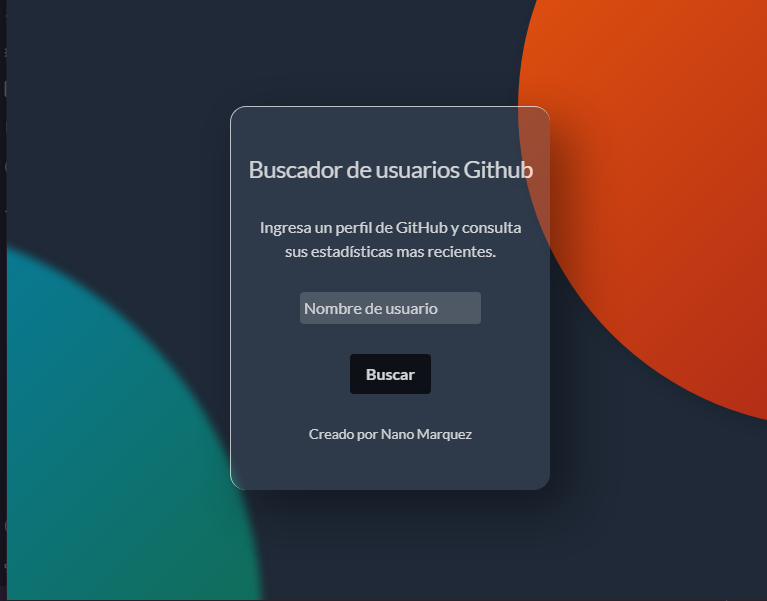 Buscador de usuarios Github
Ingresa un perfil de GitHub y consulta
sus estadísticas mas recientes.
Nombre de usuario
Buscar
Creado por Nano Marquez